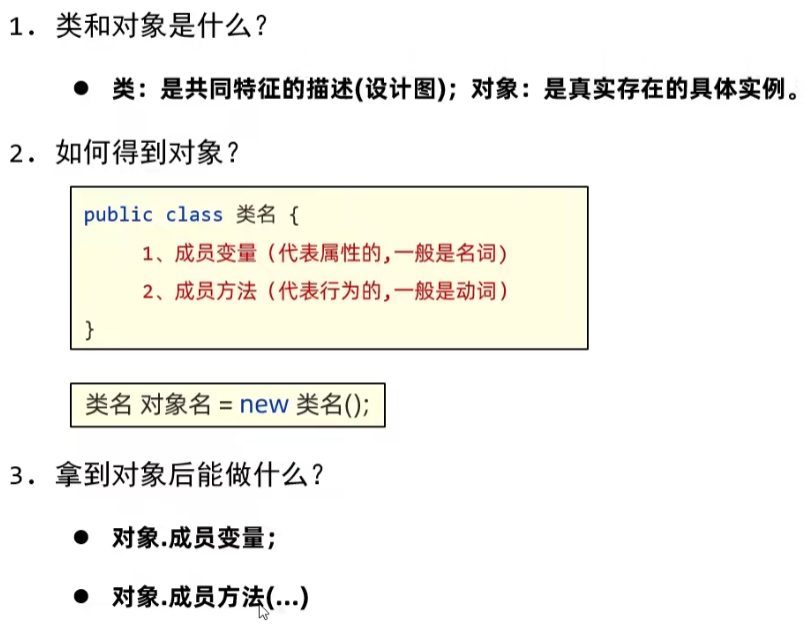 1. 类和对象是什么？
● 类：是共同特征的描述(设计图)；对象：是真实存在的具体实例。
2. 如何得到对象？
public class 类名 {
1、成员变量（代表属性的,一般是名词）
2、成员方法（代表行为的,一般是动词）
}
类名 对象名 = new 类名();
3. 拿到对象后能做什么？
● 对象.成员变量；
● 对象.成员方法(...)